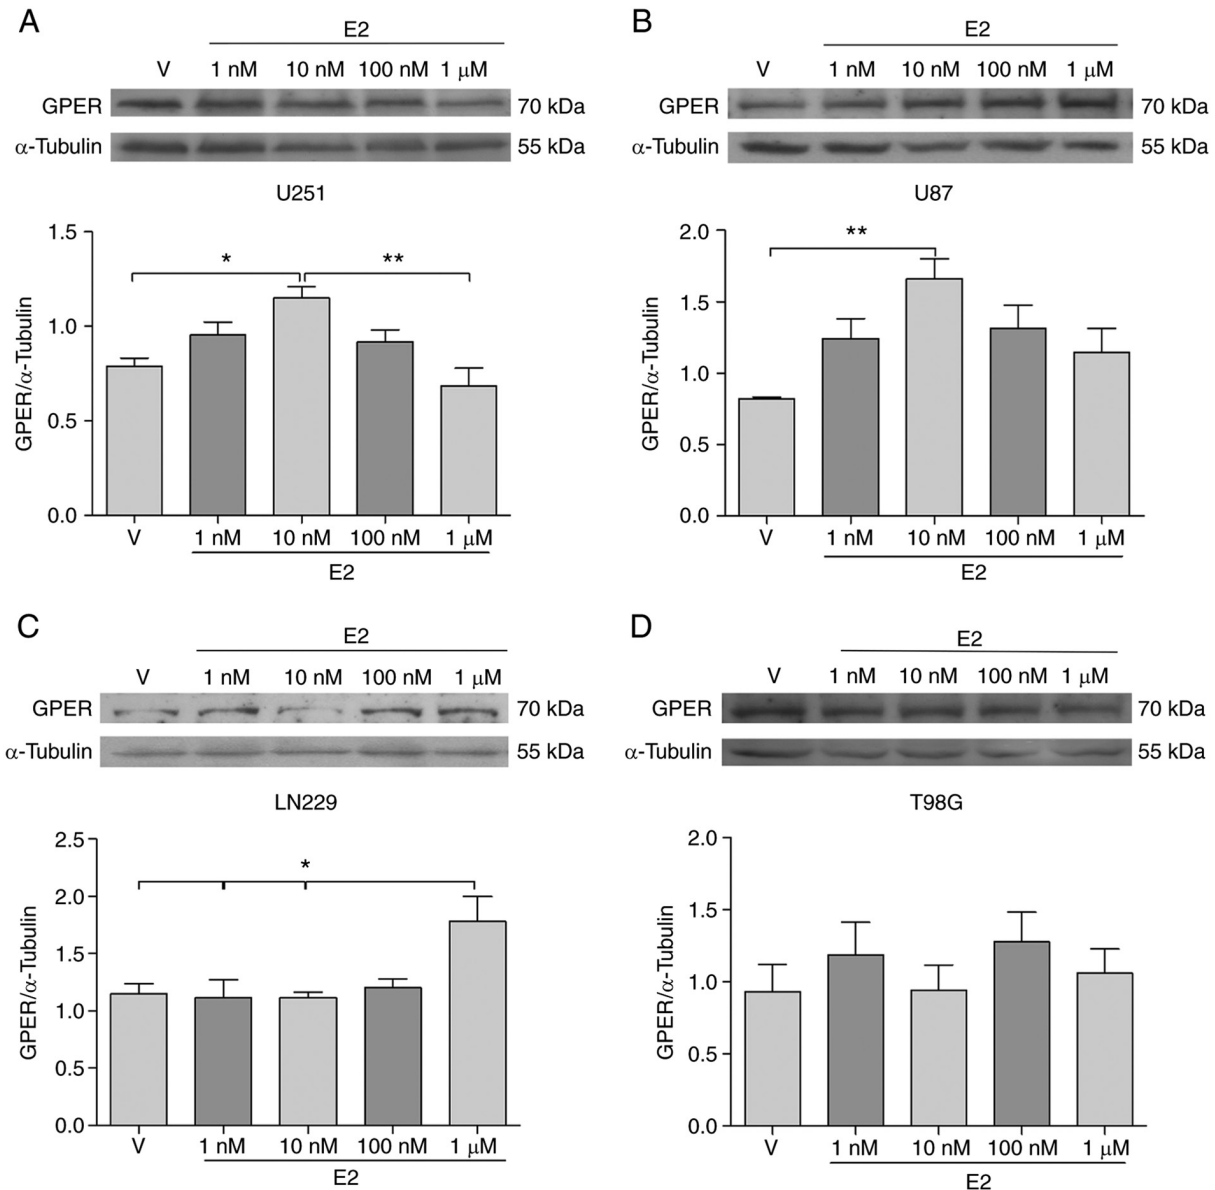 A
E2
V 1 nM 10 nM 100 nM 1 μM
GPER 70 kDa
α-Tubulin 55 kDa
U251
GPER/α-Tubulin
1.5
*
**
1.0
0.5
0.0
V 1 nM 10 nM 100 nM 1 μM
E2
B
E2
V 1 nM 10 nM 100 nM 1 μM
GPER 70 kDa
α-Tubulin 55 kDa
U87
GPER/α-Tubulin
2.0
**
1.5
1.0
0.5
0.0
V 1 nM 10 nM 100 nM 1 μM
E2
C
E2
V 1 nM 10 nM 100 nM 1 μM
GPER 70 kDa
α-Tubulin 55 kDa
LN229
GPER/α-Tubulin
2.5
*
2.0
1.5
1.0
0.5
0.0
V 1 nM 10 nM 100 nM 1 μM
E2
D
E2
V 1 nM 10 nM 100 nM 1 μM
GPER 70 kDa
α-Tubulin 55 kDa
T98G
GPER/α-Tubulin
2.0
1.5
1.0
0.5
0.0
V 1 nM 10 nM 100 nM 1 μM
E2